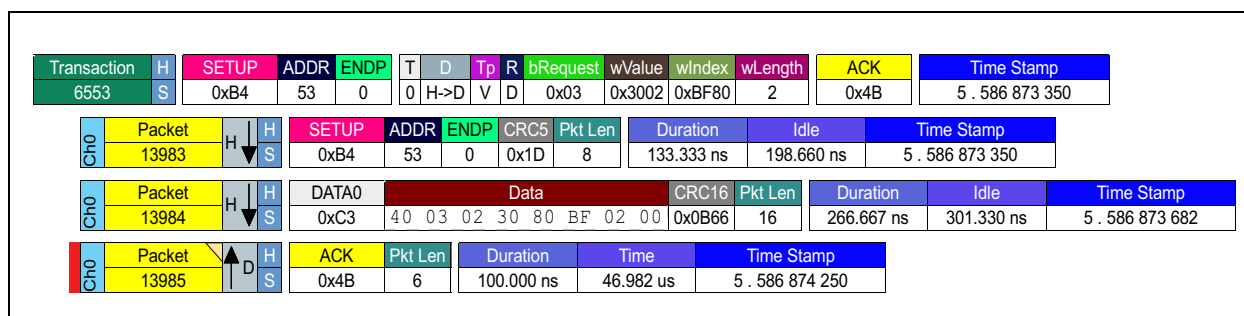 Transaction H SETUP ADDR ENDP T D Tp R bRequest wValue wIndex wLength ACK Time Stamp
6553 S 0xB4 53 0 0 H->D V D 0x03 0x3002 0xBF80 2 0x4B 5 . 586 873 350
Ch0 Packet H H SETUP ADDR ENDP CRC5 Pkt Len Duration Idle Time Stamp
13983 S 0xB4 53 0 0x1D 8 133.333 ns 198.660 ns 5 . 586 873 350
Ch0 Packet H H DATA0 Data CRC16 Pkt Len Duration Idle Time Stamp
13984 S 0xC3 40 03 02 30 80 BF 02 00 0x0B66 16 266.667 ns 301.330 ns 5 . 586 873 682
Ch0 Packet D H ACK Pkt Len Duration Time Time Stamp
13985 S 0x4B 6 100.000 ns 46.982 us 5 . 586 874 250